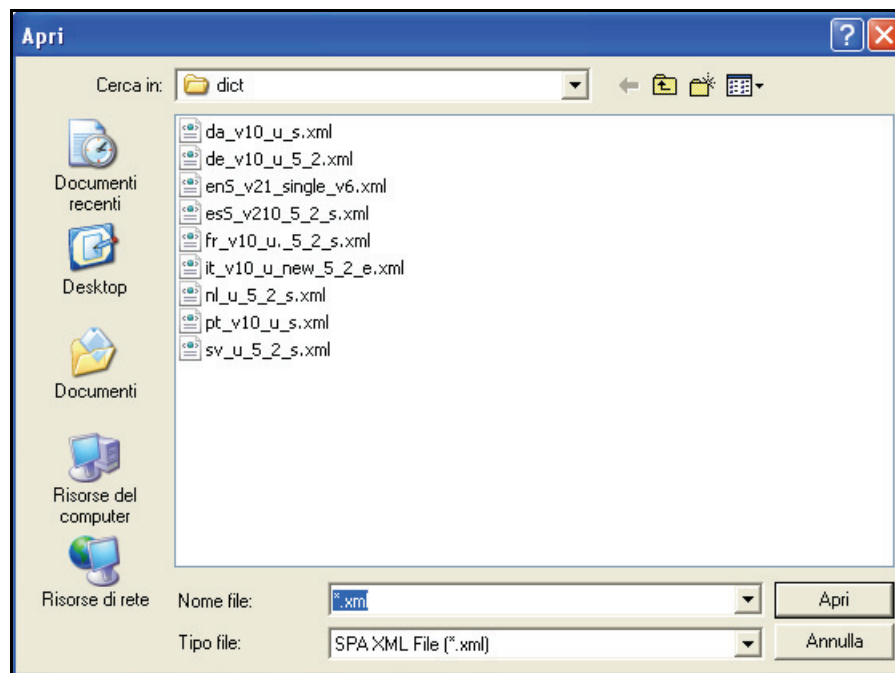 Apri
Cerca in: dict
da_v10_u_s.xml
de_v10_u_5_2.xml
en5_v21_single_v6.xml
es5_v210_5_2_s.xml
fr_v10_u._5_2_s.xml
it_v10_u_new_5_2_e.xml
nl_u_5_2_s.xml
pt_v10_u_s.xml
sv_u_5_2_s.xml
Documenti
recenti
Desktop
Documenti
Risorse del
computer
Risorse di rete
Nome file: *.xml Apri
Tipo file: SPA XML File (*.xml) Annulla